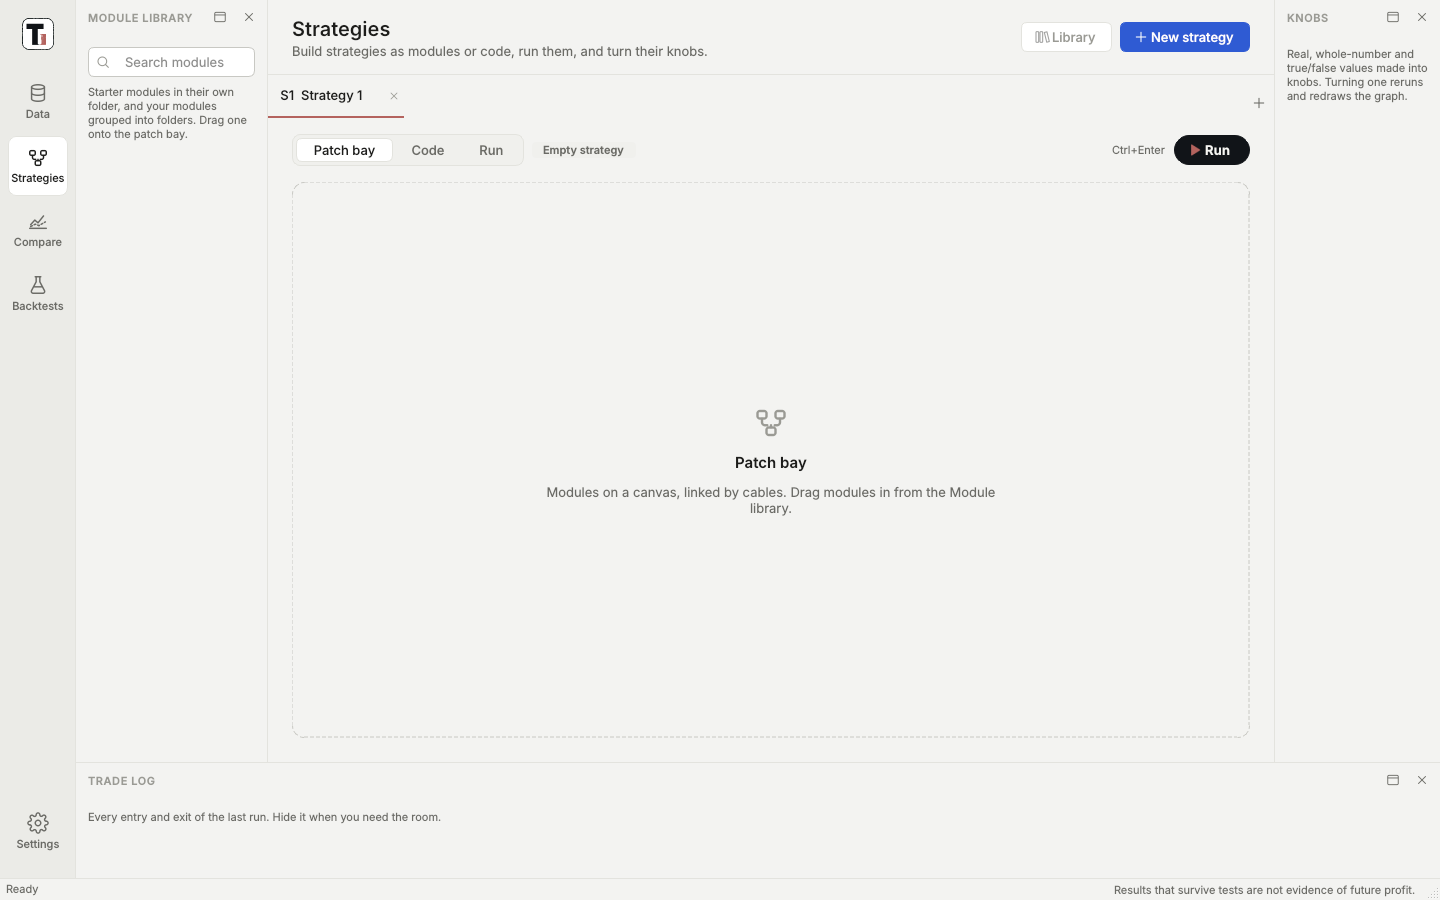 MODULE LIBRARY
Search modules
Starter modules in their own
folder, and your modules
grouped into folders. Drag one
onto the patch bay.
Data
Strategies
Compare
Backtests
Settings
Strategies
Build strategies as modules or code, run them, and turn their knobs.
Library
New strategy
S1 Strategy 1
Patch bay
Code
Run
Empty strategy
Ctrl+Enter
Run
Patch bay
Modules on a canvas, linked by cables. Drag modules in from the Module
library.
KNOBS
Real, whole-number and
true/false values made into
knobs. Turning one reruns
and redraws the graph.
TRADE LOG
Every entry and exit of the last run. Hide it when you need the room.
Ready
Results that survive tests are not evidence of future profit.